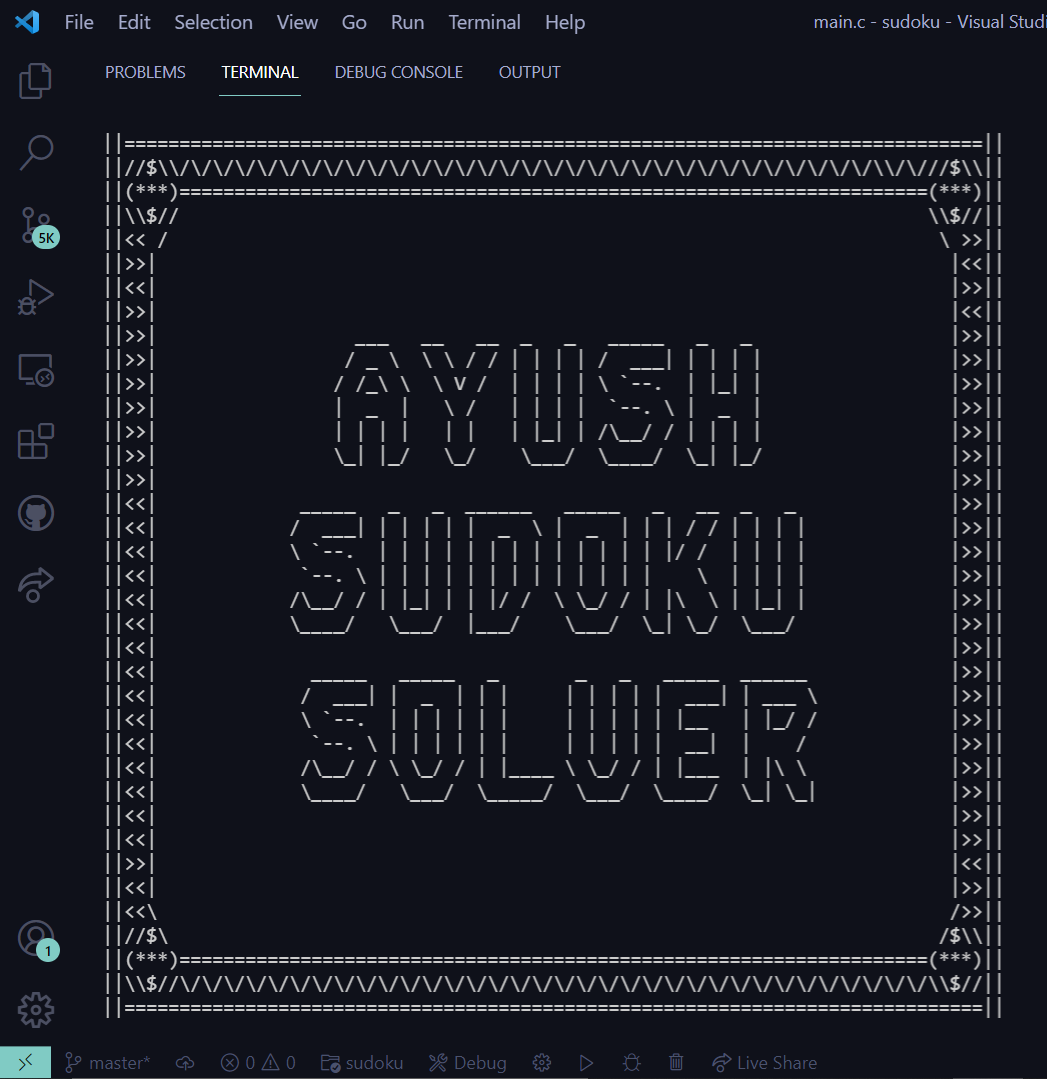 File Edit Selection View Go Run Terminal Help main.c - sudoku - Visual Studi
PROBLEMS TERMINAL DEBUG CONSOLE OUTPUT
5K
AYUSH
SUDOKU
SOLUER
1
master* 0 0 sudoku Debug Live Share